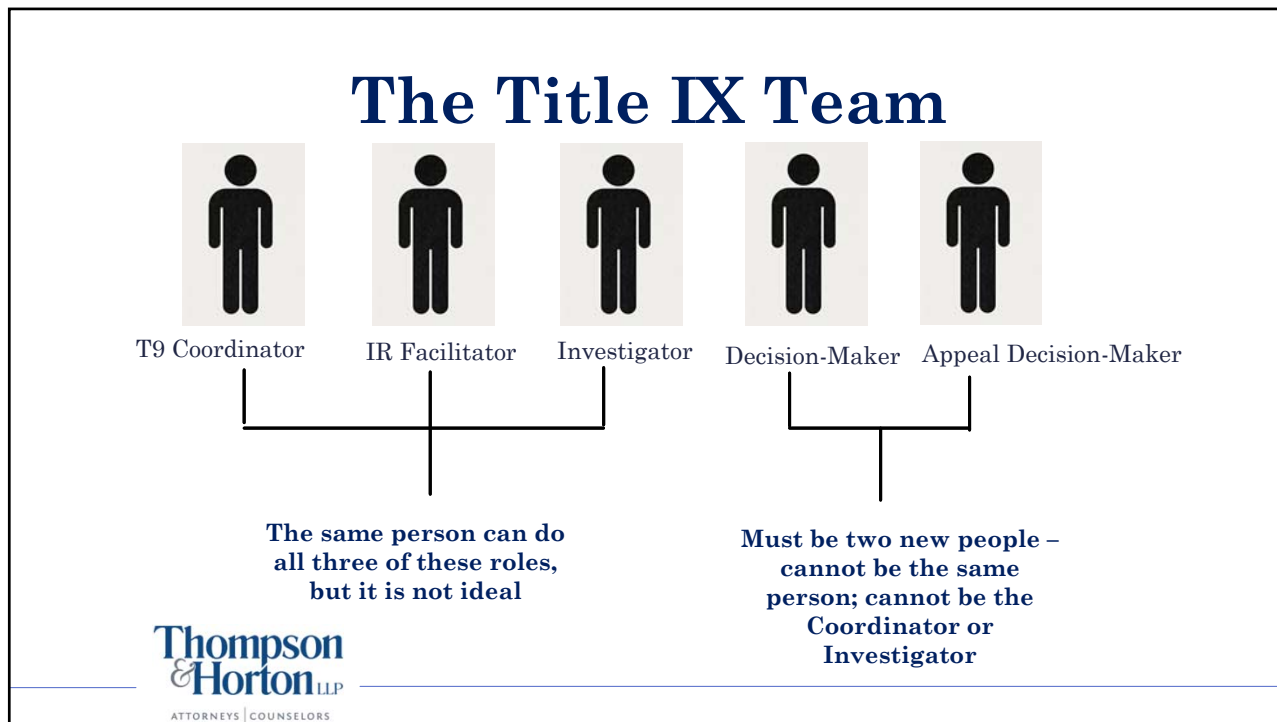 The Title IX Team
T9 Coordinator
IR Facilitator
Investigator
Decision-Maker
Appeal Decision-Maker
The same person can do
all three of these roles,
but it is not ideal
Must be two new people –
cannot be the same
person; cannot be the
Coordinator or
Investigator
Thompson
&Horton LLP
ATTORNEYS | COUNSELORS